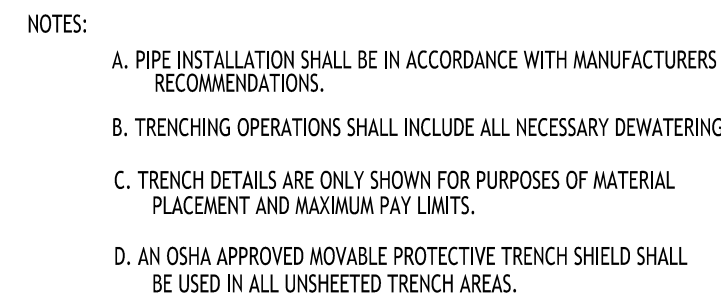 NOTES:
A. PIPE INSTALLATION SHALL BE IN ACCORDANCE WITH MANUFACTURERS
RECOMMENDATIONS.
B. TRENCHING OPERATIONS SHALL INCLUDE ALL NECESSARY DEWATERING
C. TRENCH DETAILS ARE ONLY SHOWN FOR PURPOSES OF MATERIAL
PLACEMENT AND MAXIMUM PAY LIMITS.
D. AN OSHA APPROVED MOVABLE PROTECTIVE TRENCH SHIELD SHALL
BE USED IN ALL UNSHEETED TRENCH AREAS.